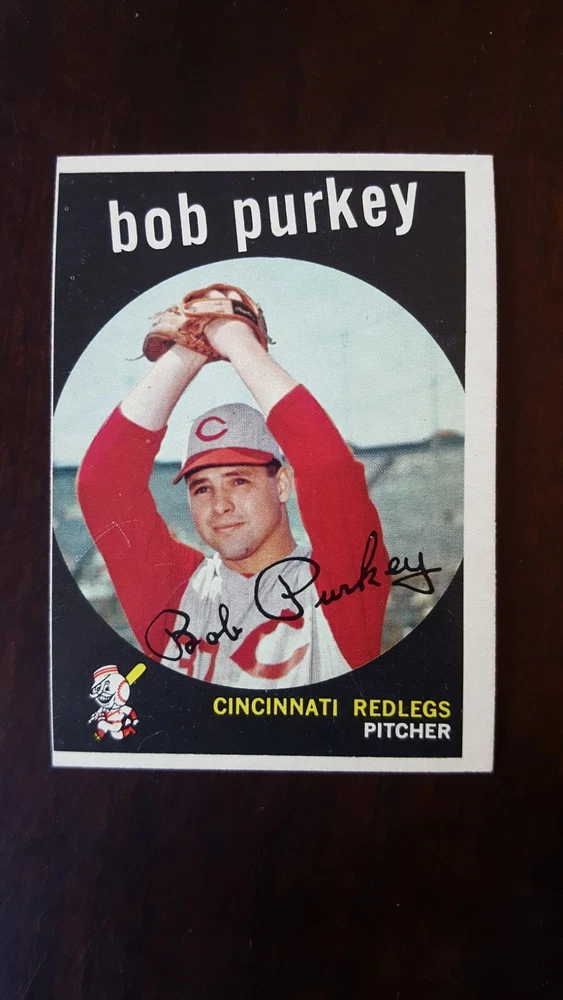 bob purkey
C
Bob Purkey
C
CINCINNATI REDLEGS
PITCHER